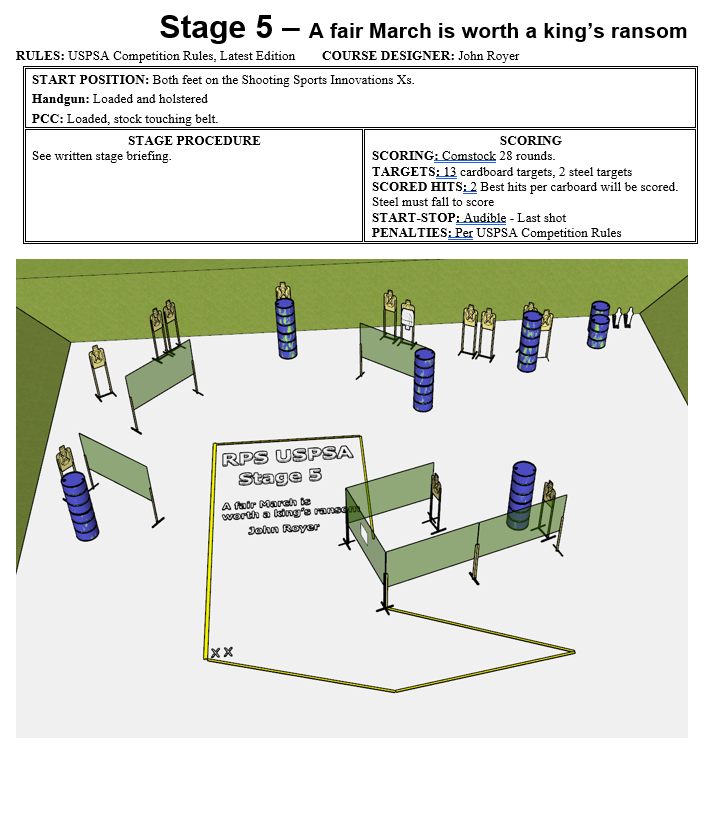 Stage 5 – A fair March is worth a king's ransom
RULES: USPSA Competition Rules, Latest Edition COURSE DESIGNER: John Royer
START POSITION: Both feet on the Shooting Sports Innovations Xs.
Handgun: Loaded and holstered
PCC: Loaded, stock touching belt.
STAGE PROCEDURE
See written stage briefing.
SCORING
SCORING: Comstock 28 rounds.
TARGETS: 13 cardboard targets, 2 steel targets
SCORED HITS: 2 Best hits per carboard will be scored.
Steel must fall to score
START-STOP: Audible - Last shot
PENALTIES: Per USPSA Competition Rules
RPS USPSA
Stage 5
A fair March is
worth a king's ransom
John Royer
X X